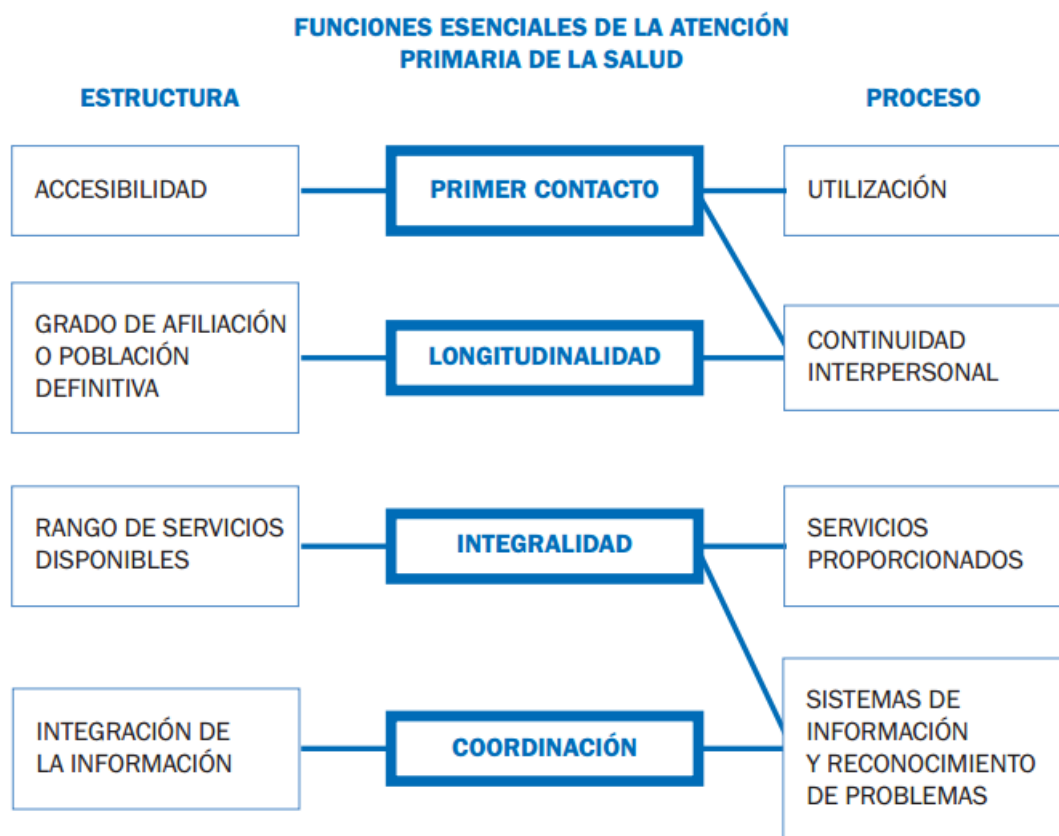 FUNCIONES ESENCIALES DE LA ATENCIÓN
PRIMARIA DE LA SALUD
ESTRUCTURA
PROCESO
ACCESIBILIDAD
PRIMER CONTACTO
UTILIZACIÓN
GRADO DE AFILIACIÓN
O POBLACIÓN
DEFINITIVA
LONGITUDINALIDAD
CONTINUIDAD
INTERPERSONAL
RANGO DE SERVICIOS
DISPONIBLES
INTEGRALIDAD
SERVICIOS
PROPORCIONADOS
INTEGRACIÓN DE
LA INFORMACIÓN
COORDINACIÓN
SISTEMAS DE
INFORMACIÓN
Y RECONOCIMIENTO
DE PROBLEMAS